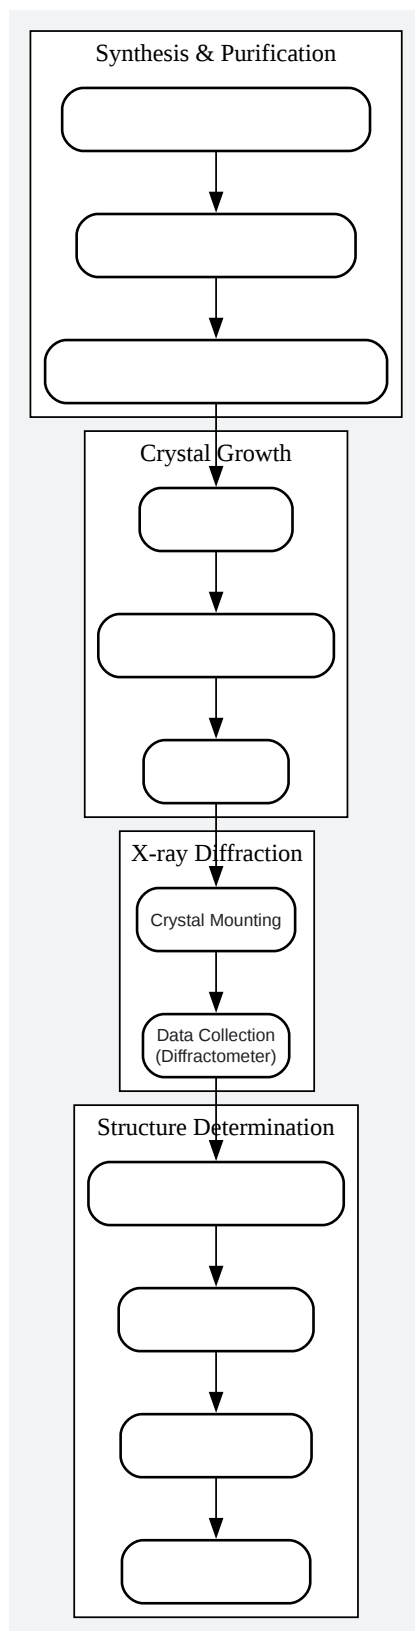 Synthesis & Purification
Crystal Growth
X-ray Diffraction
Crystal Mounting
Data Collection
(Diffractometer)
Structure Determination